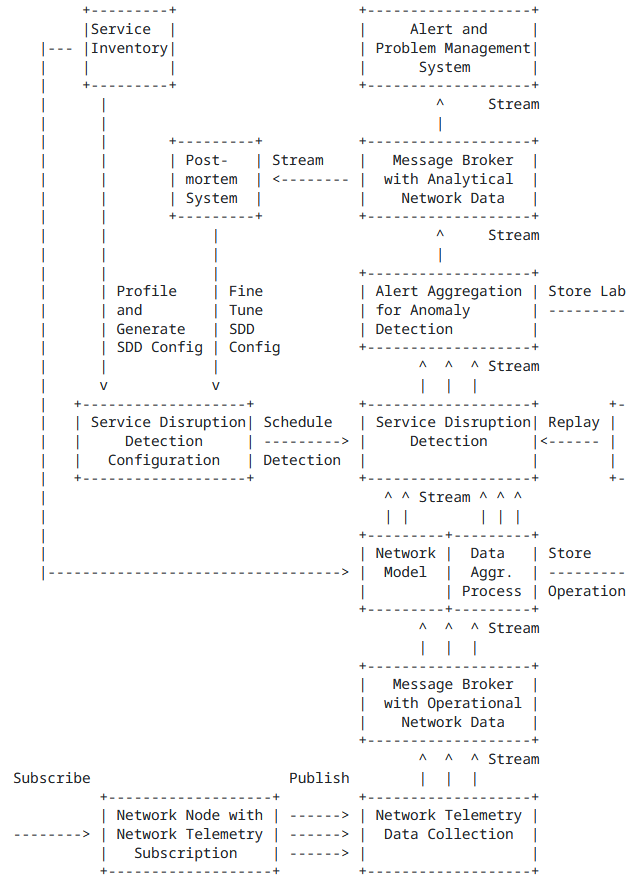 +---------+                     +-------------------+
|Service  |                     |     Alert and     |
|--- |Inventory|                     | Problem Management|
|    |         |                     |      System       |
|    +---------+                     +-------------------+
|      |                                      ^     Stream
|      |                                      |
|      |       +---------+           +-------------------+
|      |       | Post-   | Stream    |   Message Broker  |
|      |       | mortem  | <-------- |  with Analytical  |
|      |       | System  |           |    Network Data   |
|      |       +---------+           +-------------------+
|      |            |                         ^     Stream
|      |            |                         |
|      |            |                +-------------------+
|      | Profile    | Fine           | Alert Aggregation | Store Lab
|      | and        | Tune           | for Anomaly       | ---------
|      | Generate   | SDD            | Detection         |
|      | SDD Config | Config         +-------------------+
|      |            |                       ^  ^  ^ Stream
|      v            v                       |  |  |
|   +-------------------+            +-------------------+        +-
|   | Service Disruption| Schedule   | Service Disruption| Replay |
|   |     Detection     | ---------> |     Detection     |<------ |
|   |   Configuration   | Detection  |                   |        |
|   +-------------------+            +-------------------+        +-
|                                       ^ ^ Stream ^ ^ ^
|                                       | |        | | |
|                                    +---------+---------+
|                                    | Network |  Data   | Store
|----------------------------------> |  Model  |  Aggr.  | ---------
|         | Process | Operation
+---------+---------+
^  ^  ^ Stream
|  |  |
+-------------------+
|   Message Broker  |
|  with Operational |
|    Network Data   |
+-------------------+
^  ^  ^ Stream
Subscribe                       Publish        |  |  |
+-------------------+         +-------------------+
| Network Node with | ------> | Network Telemetry |
--------> | Network Telemetry | ------> |  Data Collection  |
|   Subscription    | ------> |                   |
+-------------------+         +-------------------+